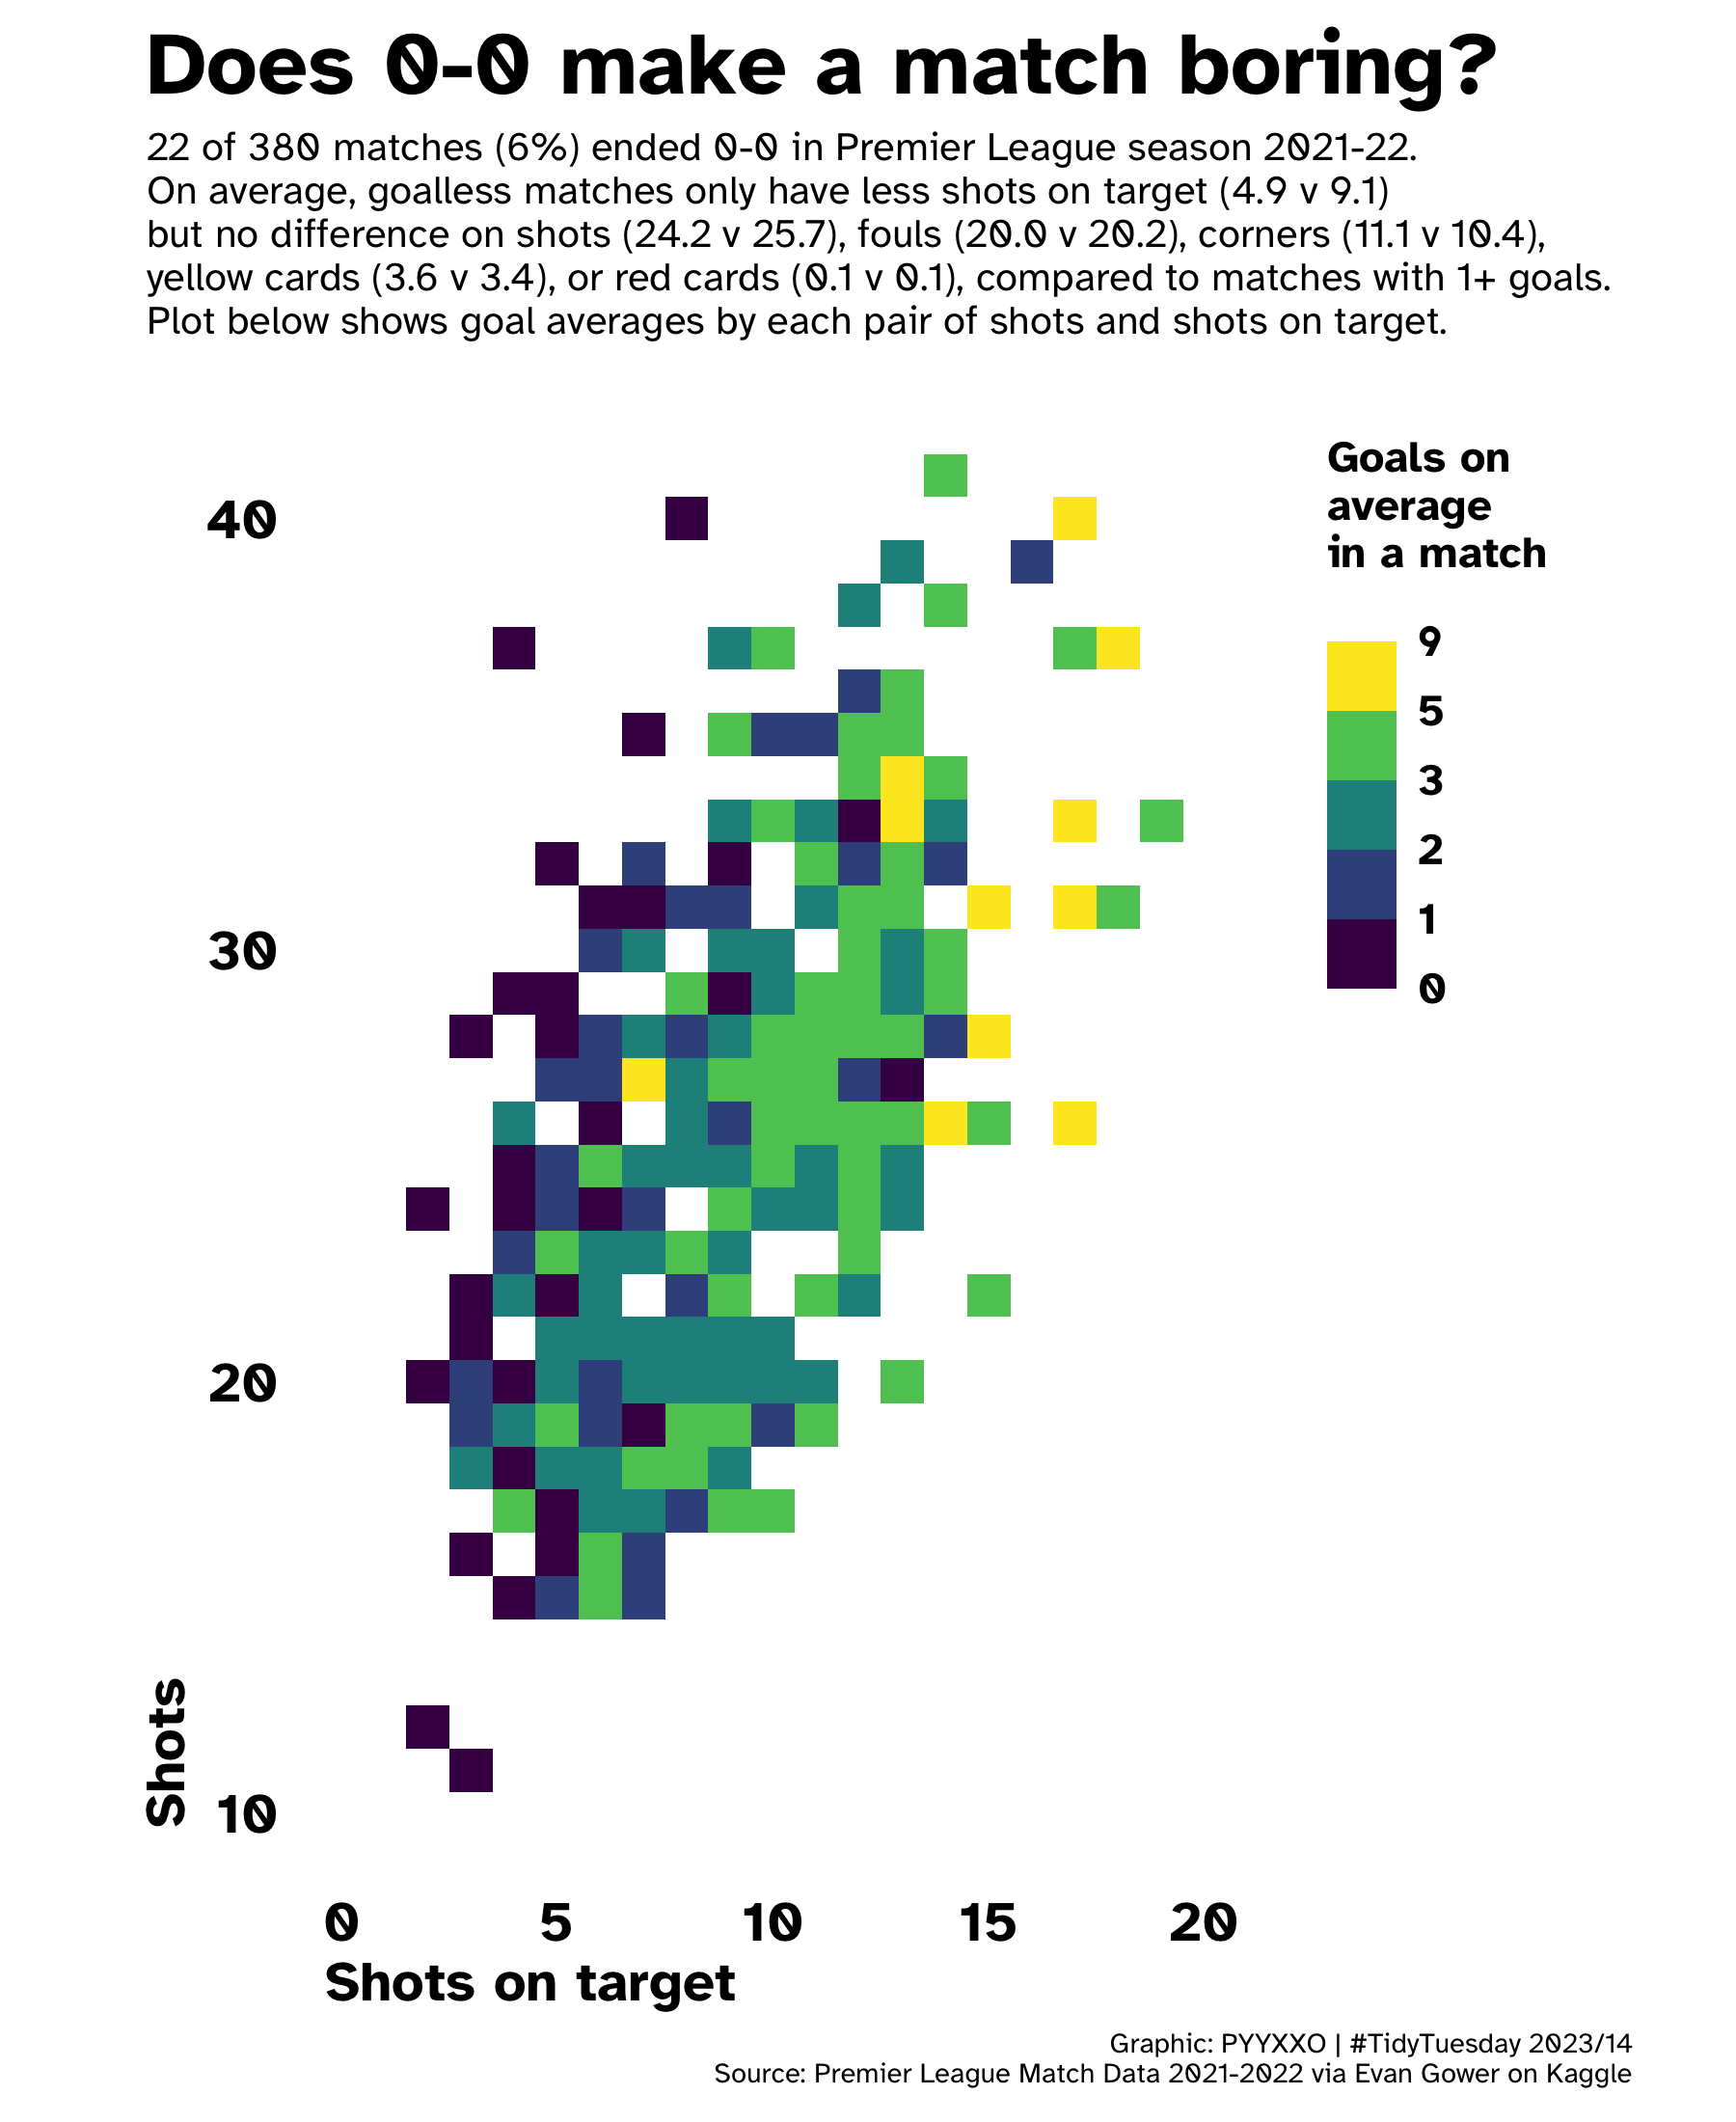 Does 0-0 make a match boring?
22 of 380 matches (6%) ended 0-0 in Premier League season 2021-22.
On average, goalless matches only have less shots on target (4.9 v 9.1)
but no difference on shots (24.2 v 25.7), fouls (20.0 v 20.2), corners (11.1 v 10.4),
yellow cards (3.6 v 3.4), or red cards (0.1 v 0.1), compared to matches with 1+ goals.
Plot below shows goal averages by each pair of shots and shots on target.
Goals on
average
in a match
9
5
3
2
1
0
40
30
20
10
Shots
0 5 10 15 20
Shots on target
Graphic: PYYXXO | #TidyTuesday 2023/14
Source: Premier League Match Data 2021-2022 via Evan Gower on Kaggle